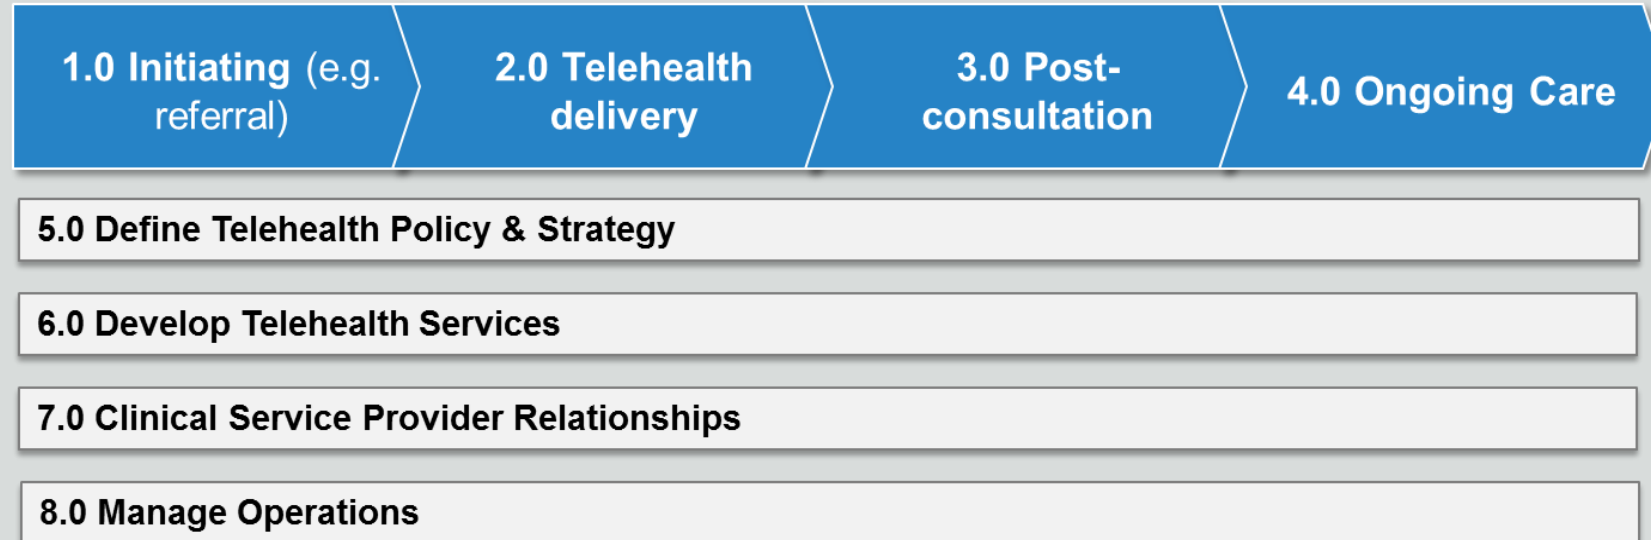 1.0 Initiating (e.g.
referral)
2.0 Telehealth
delivery
3.0 Post-
consultation
4.0 Ongoing Care
5.0 Define Telehealth Policy & Strategy
6.0 Develop Telehealth Services
7.0 Clinical Service Provider Relationships
8.0 Manage Operations